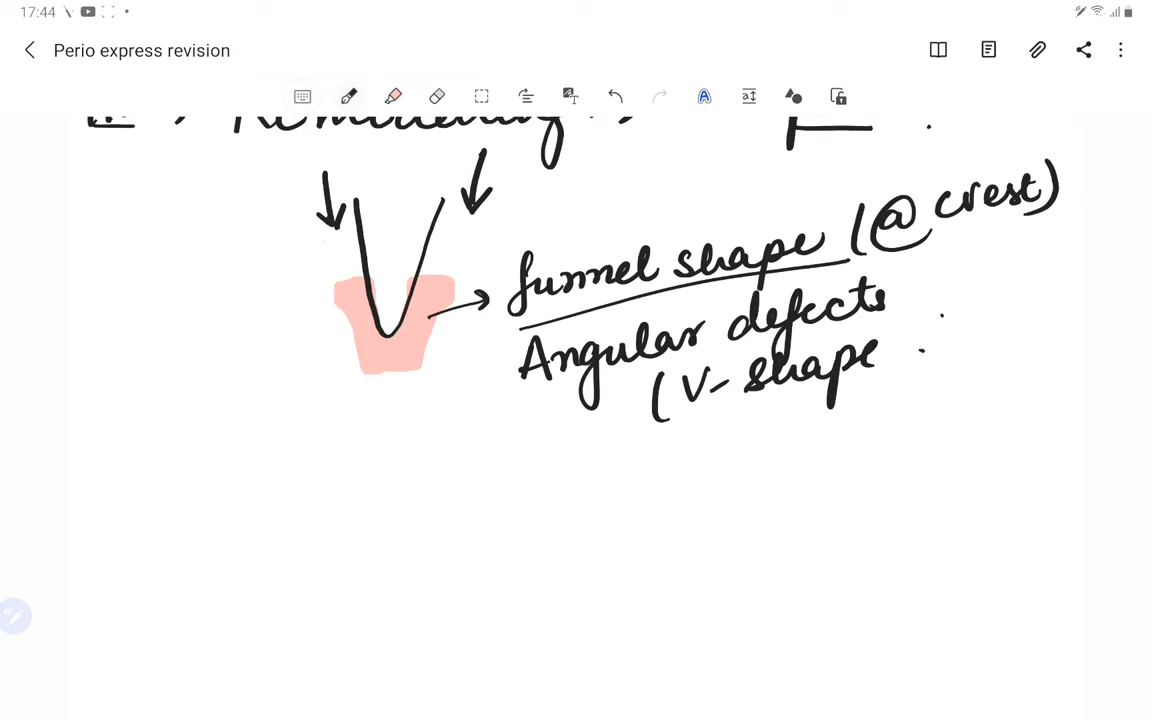 17:44
Perio express revision
funnel shape (@ crest)
Angular defects
(V-shape